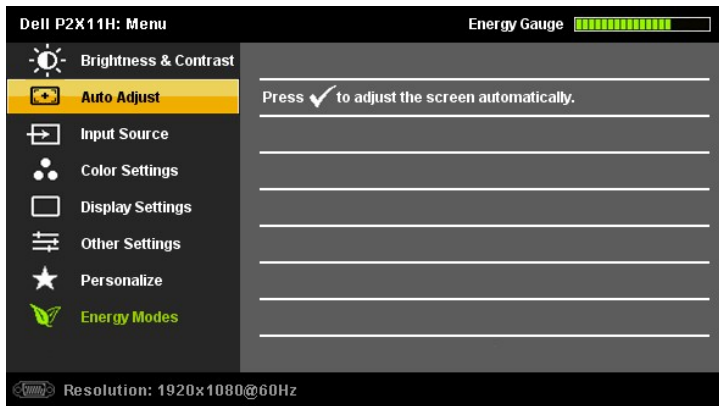 Dell P2X11H: Menu
Energy Gauge
Brightness & Contrast
Auto Adjust
Press ✓ to adjust the screen automatically.
Input Source
Color Settings
Display Settings
Other Settings
Personalize
Energy Modes
Resolution: 1920x1080@60Hz